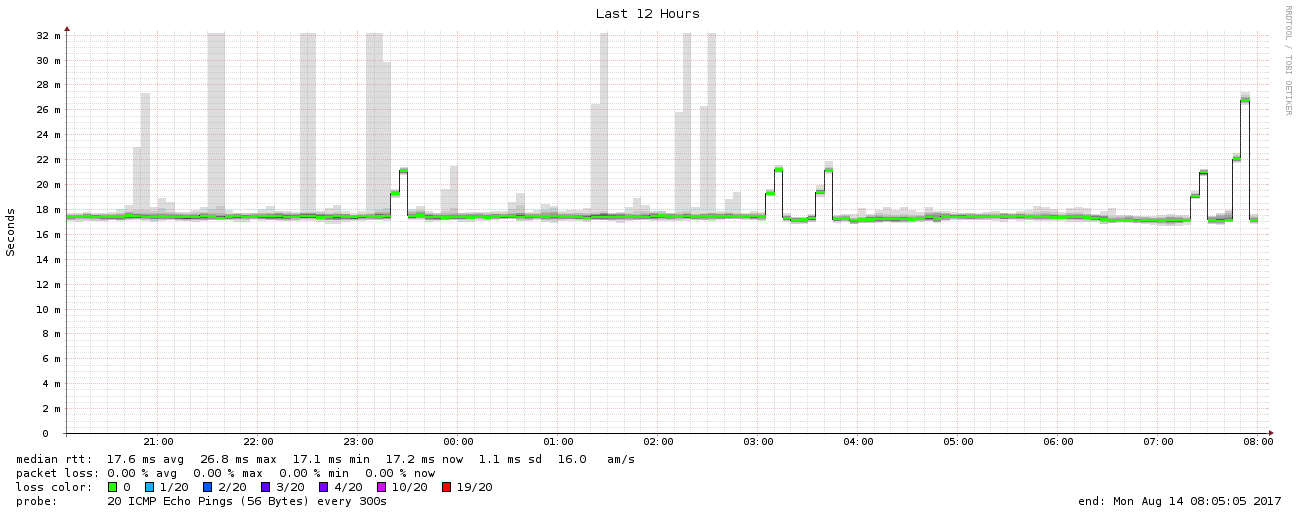 Last 12 Hours
RRDTOOL / TOBI OETIKER
Seconds
32 m
30 m
28 m
26 m
24 m
22 m
20 m
18 m
16 m
14 m
12 m
10 m
8 m
6 m
4 m
2 m
0
21:00 22:00 23:00 00:00 01:00 02:00 03:00 04:00 05:00 06:00 07:00 08:00
median rtt: 17.6 ms avg 26.8 ms max 17.1 ms min 17.2 ms now 1.1 ms sd 16.0 am/s
packet loss: 0.00 % avg 0.00 % max 0.00 % min 0.00 % now
loss color: 0 1/20 2/20 3/20 4/20 10/20 19/20
probe: 20 ICMP Echo Pings (56 Bytes) every 300s end: Mon Aug 14 08:05:05 2017